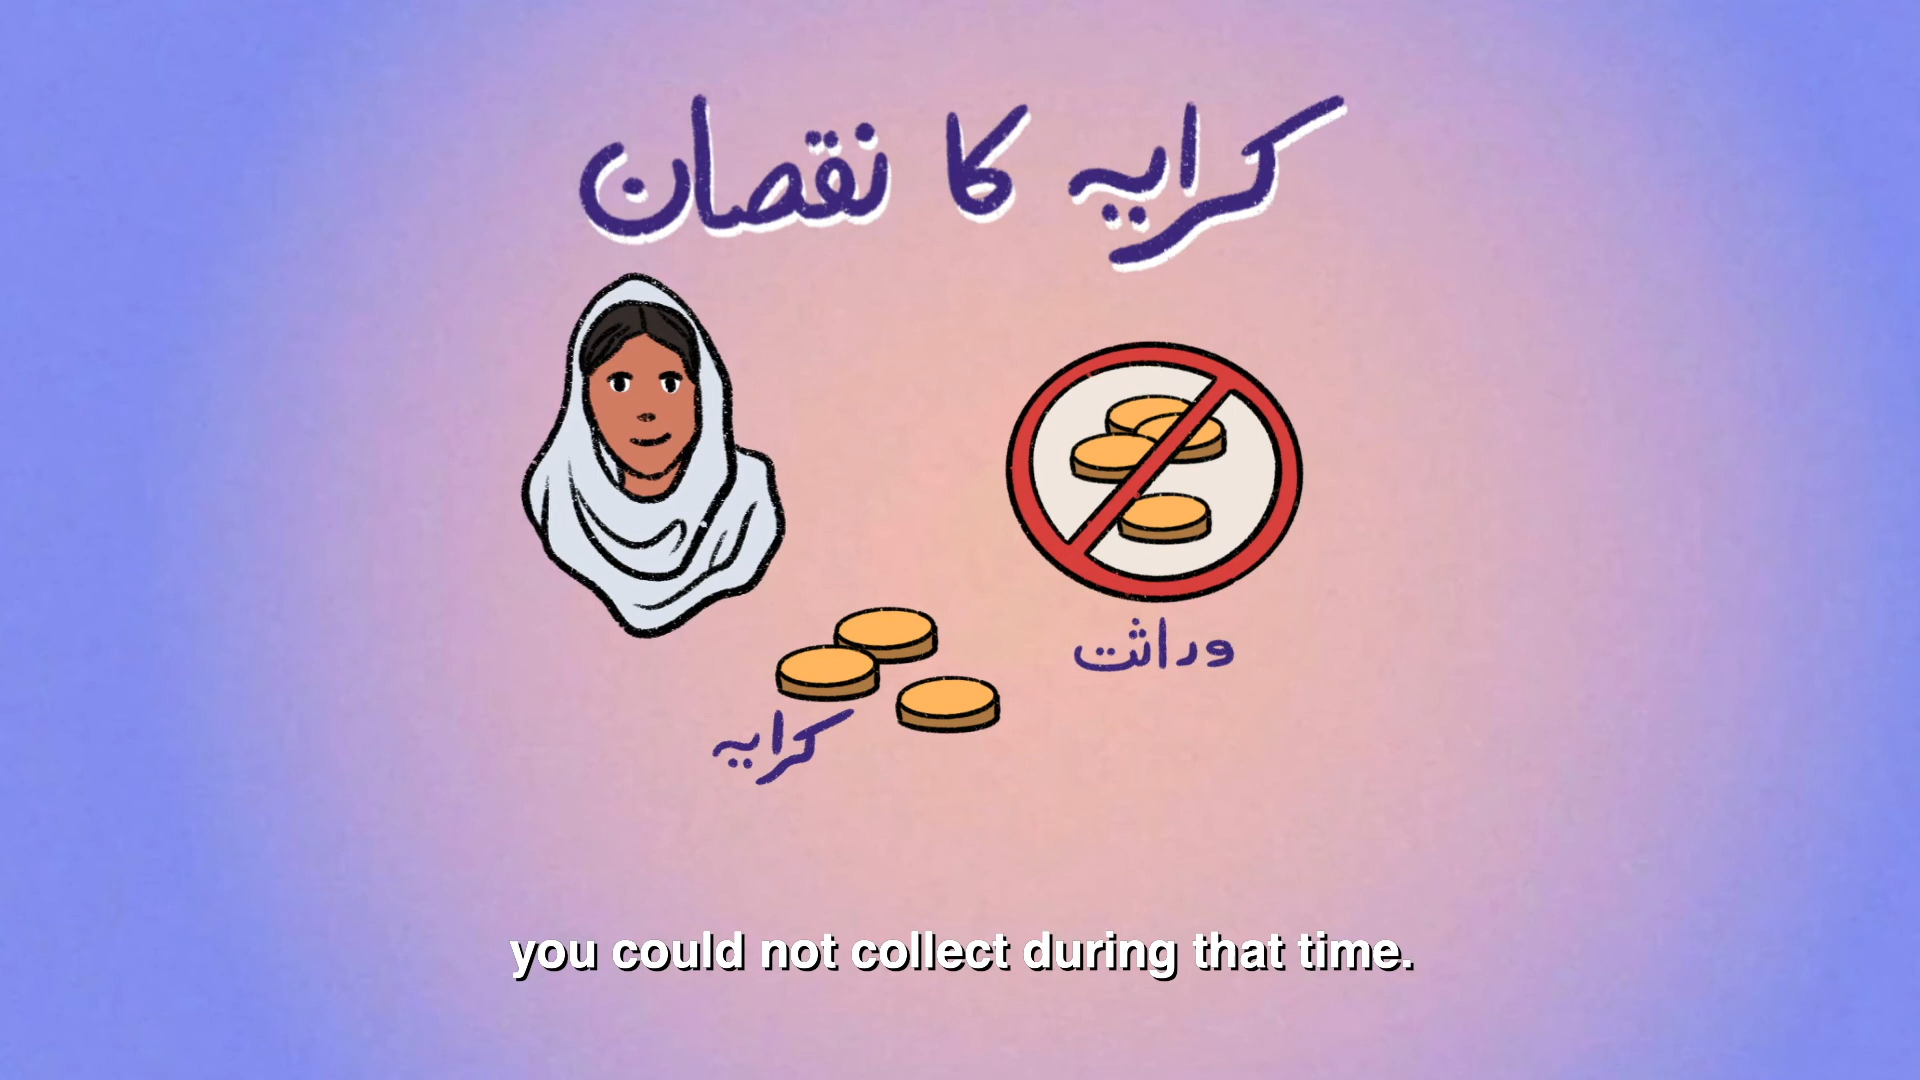 کرایہ کا نقصان
وراثت
کرایہ
you could not collect during that time.